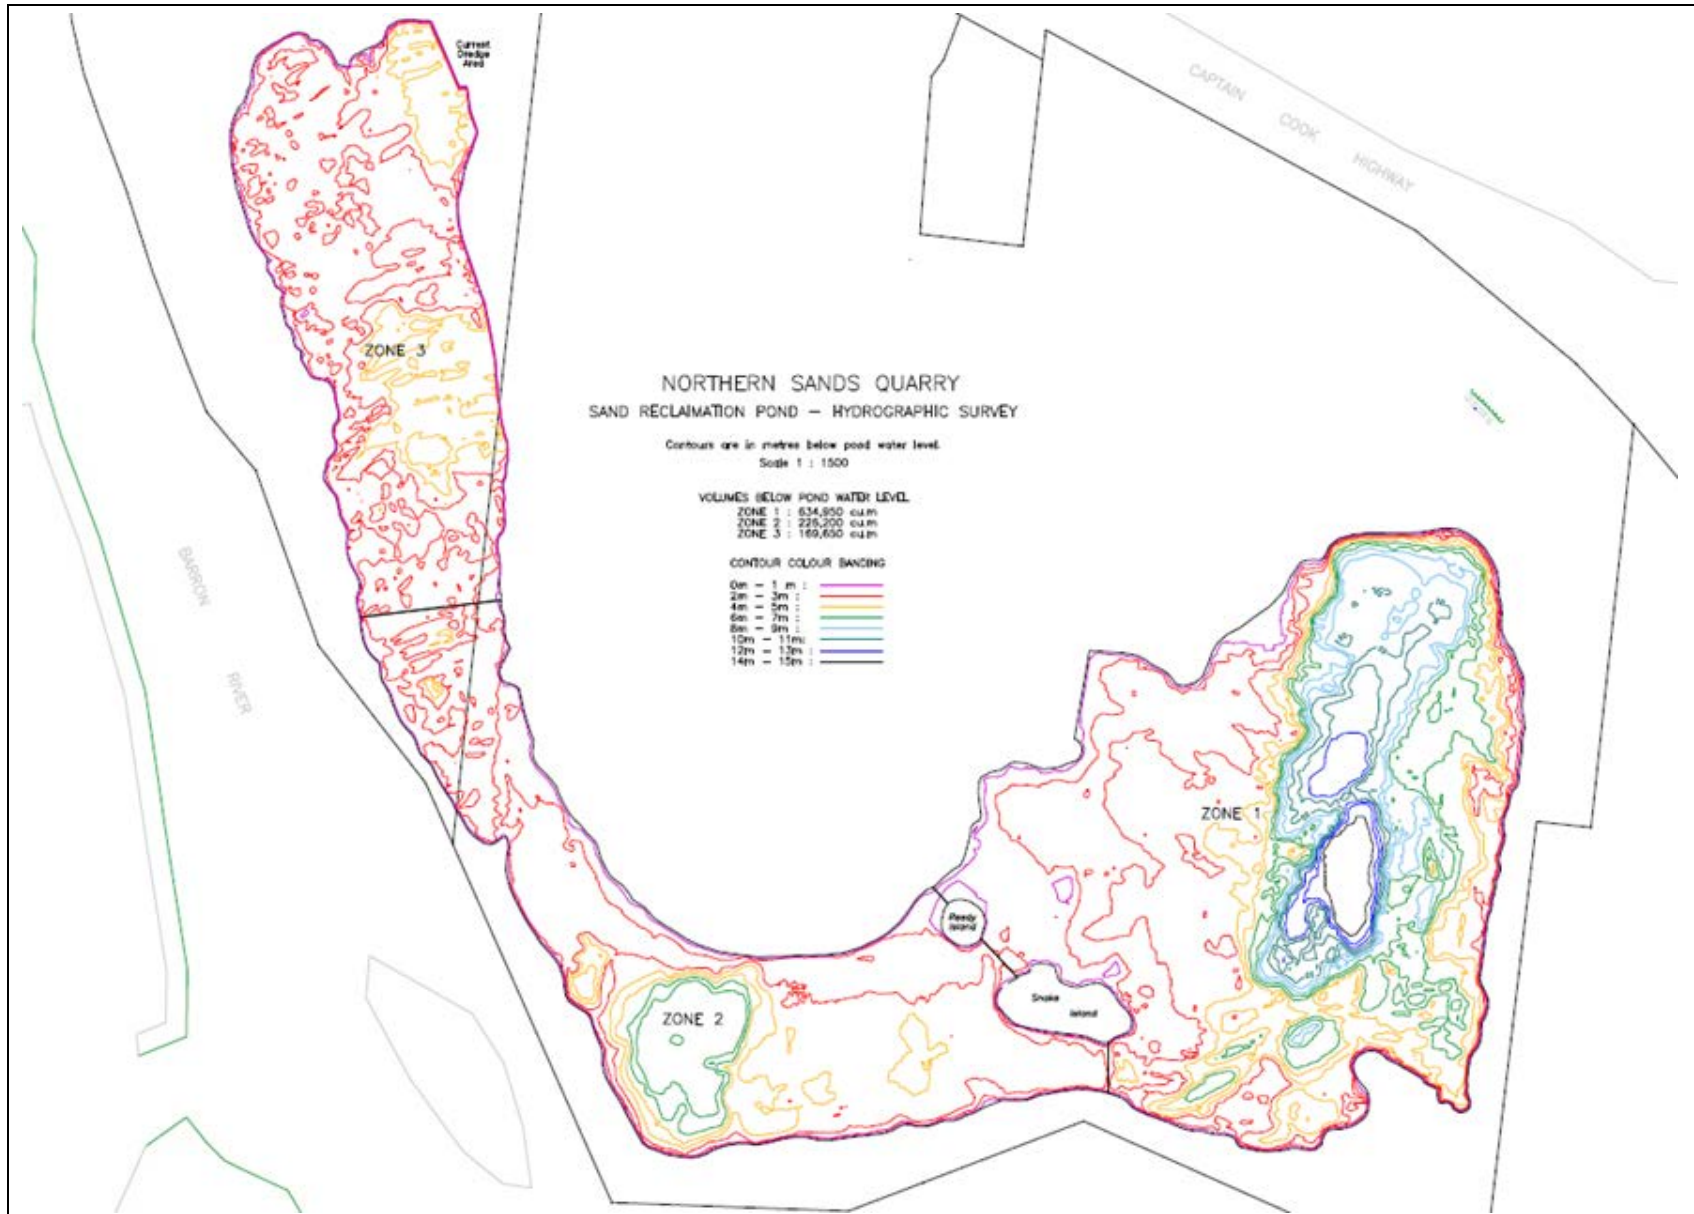 Current
Dredge
Area
CAPTAIN COOK HIGHWAY
ZONE 3
NORTHERN SANDS QUARRY
SAND RECLAIMATION POND - HYDROGRAPHIC SURVEY
Contours are in metres below pond water level.
Scale 1 : 1500
VOLUMES BELOW POND WATER LEVEL
ZONE 1 : 634,950 cu.m
ZONE 2 : 226,200 cu.m
ZONE 3 : 169,650 cu.m
CONTOUR COLOUR BANDING
0m - 1 m :
2m - 3m :
4m - 5m :
6m - 7m :
8m - 9m :
10m - 11m:
12m - 13m :
14m - 15m :
BARRON
RIVER
ZONE 1
Reedy
Island
Snake
Island
ZONE 2